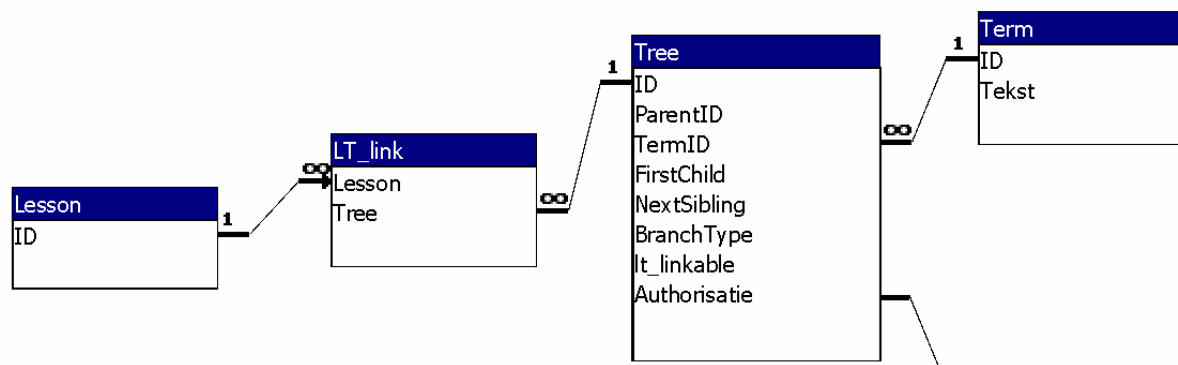 Lesson
ID
1
∞
LT_link
Lesson
Tree
∞
1
Tree
ID
ParentID
TermID
FirstChild
NextSibling
BranchType
lt_linkable
Authorisatie
∞
1
Term
ID
Tekst